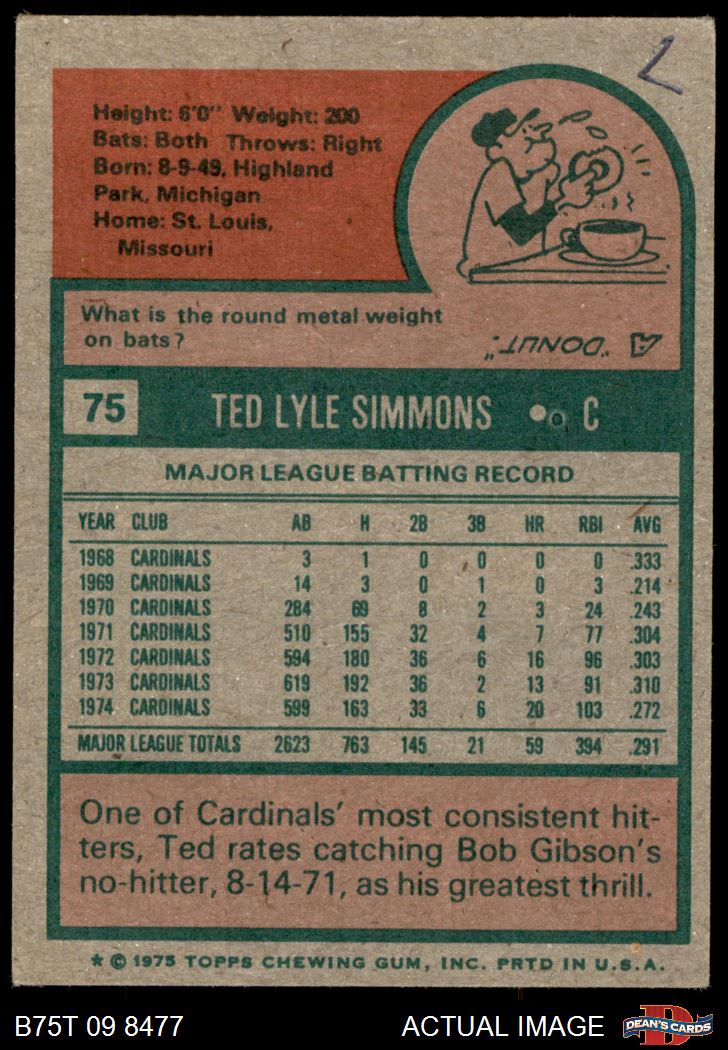 Height: 6'0" Weight: 200
Bats: Both Throws: Right
Born: 8-9-49, Highland
Park, Michigan
Home: St. Louis,
Missouri
What is the round metal weight
on bats?
A "DONUT".
75 TED LYLE SIMMONS • C
MAJOR LEAGUE BATTING RECORD
YEAR CLUB AB H 2B 3B HR RBI AVG
1968 CARDINALS 3 1 0 0 0 0 .333
1969 CARDINALS 14 3 0 1 0 3 .214
1970 CARDINALS 284 69 8 2 3 24 .243
1971 CARDINALS 510 155 32 4 7 77 .304
1972 CARDINALS 594 180 36 6 16 96 .303
1973 CARDINALS 619 192 36 2 13 91 .310
1974 CARDINALS 599 163 33 6 20 103 .272
MAJOR LEAGUE TOTALS 2623 763 145 21 59 394 .291
One of Cardinals' most consistent hit-
ters, Ted rates catching Bob Gibson's
no-hitter, 8-14-71, as his greatest thrill.
* © 1975 TOPPS CHEWING GUM, INC. PRTD IN U.S.A.
B75T 09 8477 ACTUAL IMAGE D DEAN'S CARDS